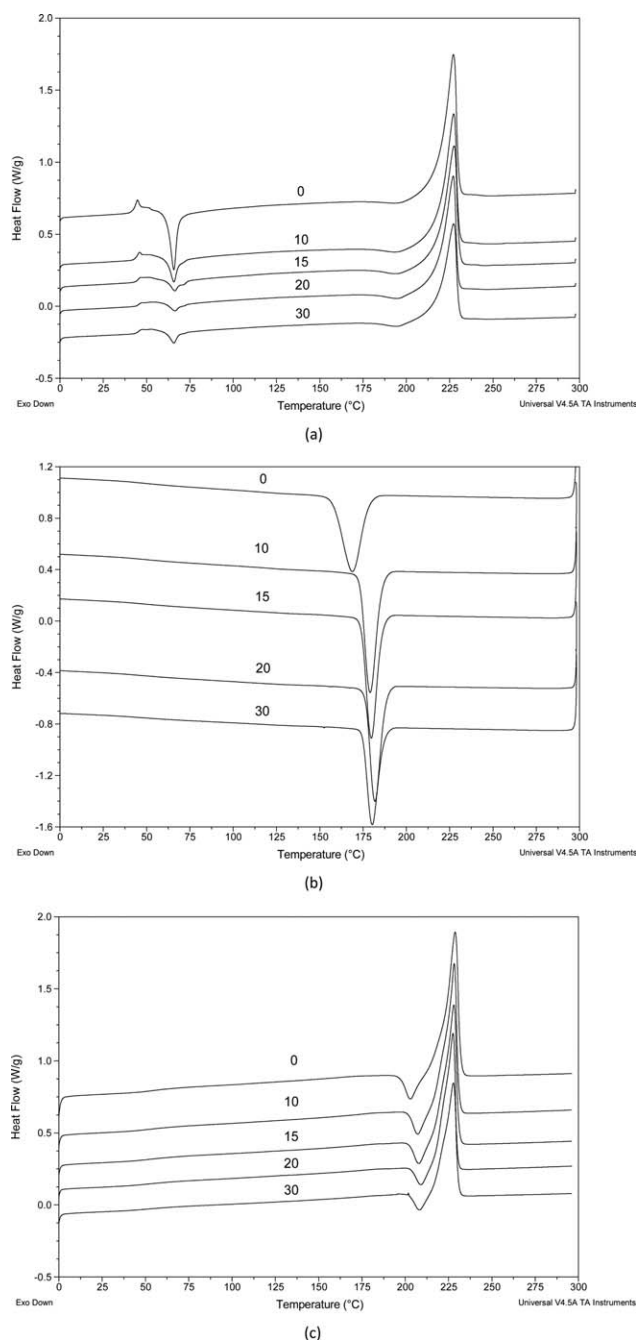 2.0
1.5
1.0
0.5
0.0
-0.5
Heat Flow (W/g)
0
10
15
20
30
0 25 50 75 100 125 150 175 200 225 250 275 300
Exo Down Temperature (°C) Universal V4.5A TA Instruments
(a)
1.2
0.8
0.4
0.0
-0.4
-0.8
-1.2
-1.6
Heat Flow (W/g)
0
10
15
20
30
0 25 50 75 100 125 150 175 200 225 250 275 300
Exo Down Temperature (°C) Universal V4.5A TA Instruments
(b)
2.0
1.5
1.0
0.5
0.0
-0.5
Heat Flow (W/g)
0
10
15
20
30
0 25 50 75 100 125 150 175 200 225 250 275 300
Exo Down Temperature (°C) Universal V4.5A TA Instruments
(c)